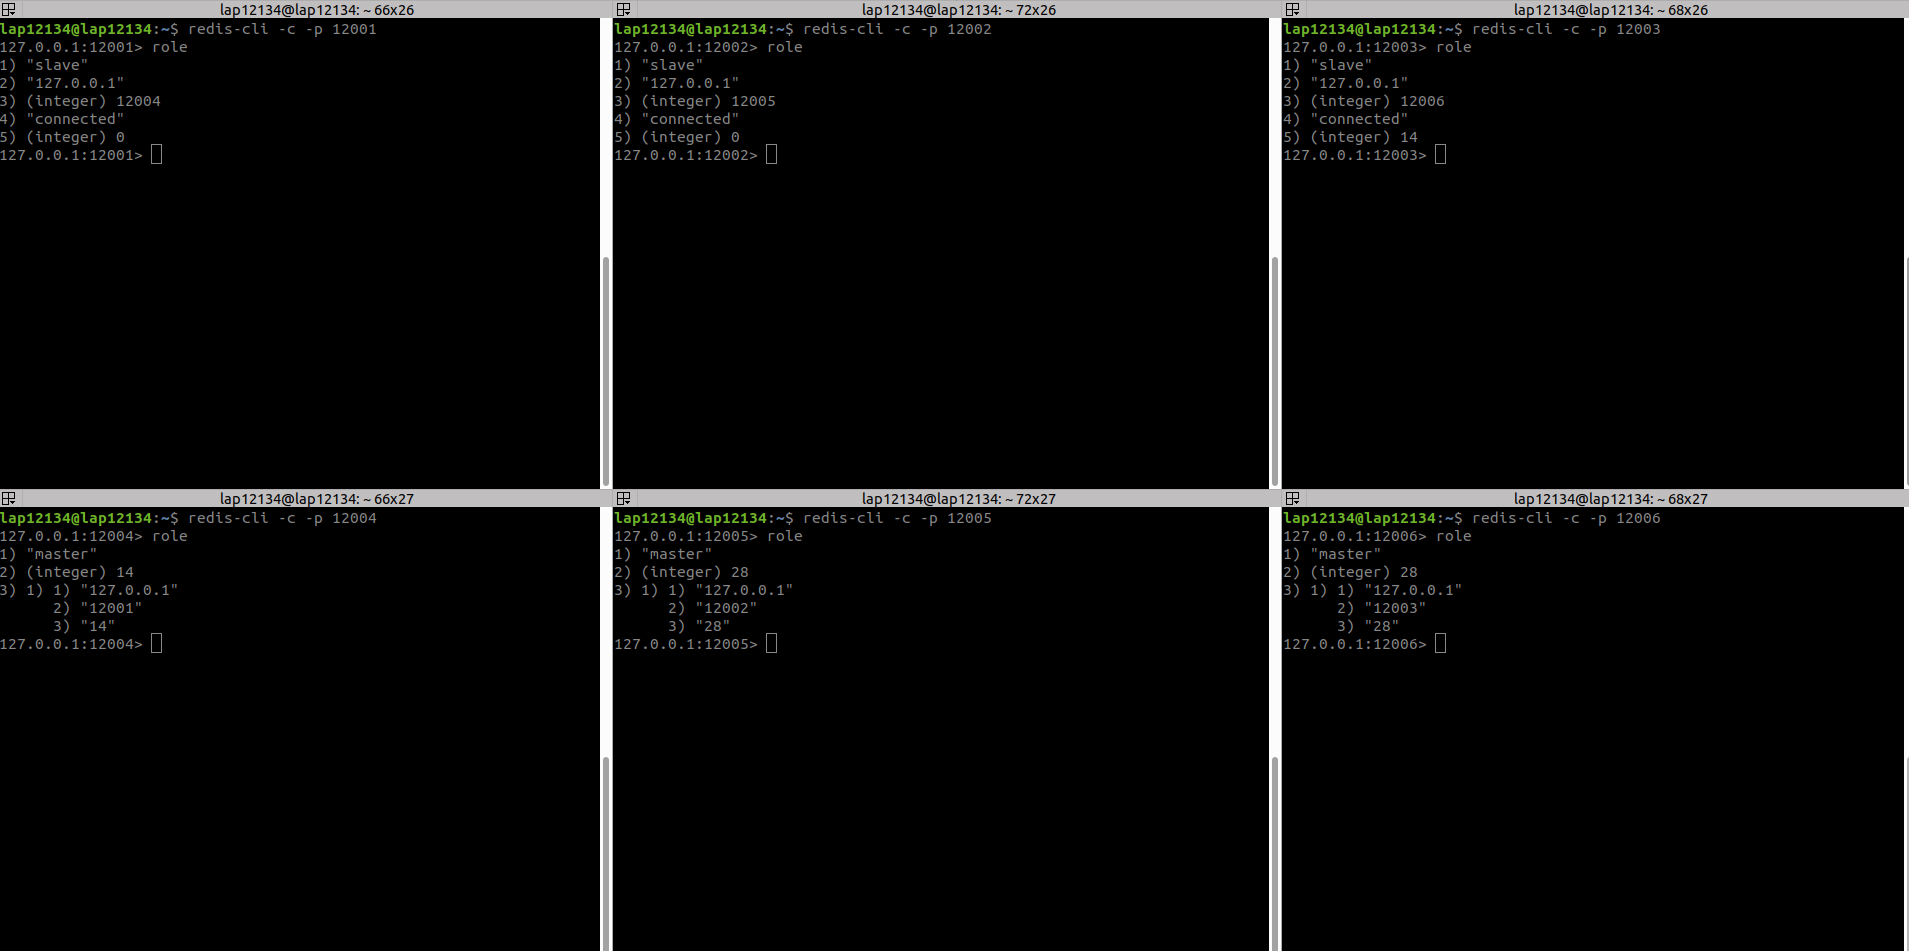 lap12134@lap12134: ~ 66x26
lap12134@lap12134:~$ redis-cli -c -p 12001
127.0.0.1:12001> role
1) "slave"
2) "127.0.0.1"
3) (integer) 12004
4) "connected"
5) (integer) 0
127.0.0.1:12001>
lap12134@lap12134: ~ 72x26
lap12134@lap12134:~$ redis-cli -c -p 12002
127.0.0.1:12002> role
1) "slave"
2) "127.0.0.1"
3) (integer) 12005
4) "connected"
5) (integer) 0
127.0.0.1:12002>
lap12134@lap12134: ~ 68x26
lap12134@lap12134:~$ redis-cli -c -p 12003
127.0.0.1:12003> role
1) "slave"
2) "127.0.0.1"
3) (integer) 12006
4) "connected"
5) (integer) 14
127.0.0.1:12003>
lap12134@lap12134: ~ 66x27
lap12134@lap12134:~$ redis-cli -c -p 12004
127.0.0.1:12004> role
1) "master"
2) (integer) 14
3) 1) 1) "127.0.0.1"
      2) "12001"
      3) "14"
127.0.0.1:12004>
lap12134@lap12134: ~ 72x27
lap12134@lap12134:~$ redis-cli -c -p 12005
127.0.0.1:12005> role
1) "master"
2) (integer) 28
3) 1) 1) "127.0.0.1"
      2) "12002"
      3) "28"
127.0.0.1:12005>
lap12134@lap12134: ~ 68x27
lap12134@lap12134:~$ redis-cli -c -p 12006
127.0.0.1:12006> role
1) "master"
2) (integer) 28
3) 1) 1) "127.0.0.1"
      2) "12003"
      3) "28"
127.0.0.1:12006>